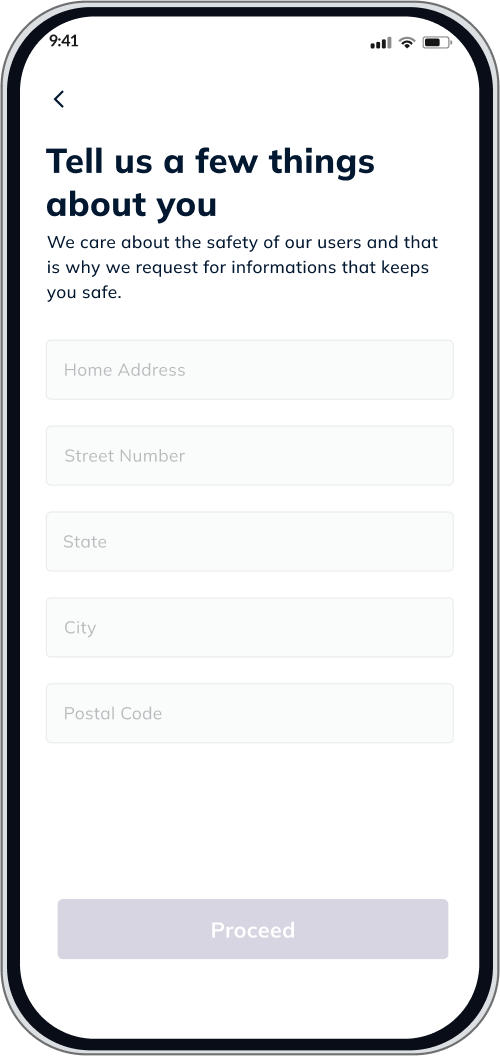 9:41
Tell us a few things
about you
We care about the safety of our users and that
is why we request for informations that keeps
you safe.
Home Address
Street Number
State
City
Postal Code
Proceed